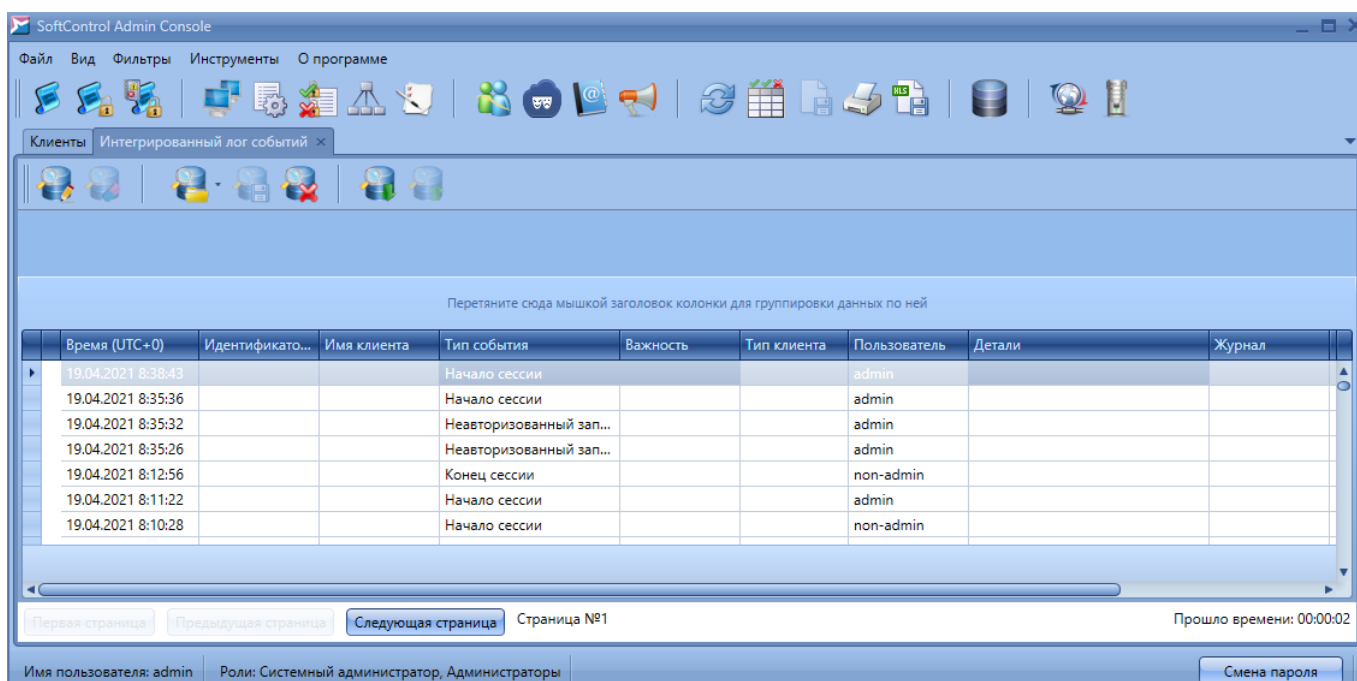 SoftControl Admin Console
Файл Вид Фильтры Инструменты О программе
XLS
Клиенты Интегрированный лог событий ×
Перетяните сюда мышкой заголовок колонки для группировки данных по ней
Время (UTC+0) Идентификато... Имя клиента Тип события Важность Тип клиента Пользователь Детали Журнал
19.04.2021 8:38:43 Начало сессии admin
19.04.2021 8:35:36 Начало сессии admin
19.04.2021 8:35:32 Неавторизованный зап... admin
19.04.2021 8:35:26 Неавторизованный зап... admin
19.04.2021 8:12:56 Конец сессии non-admin
19.04.2021 8:11:22 Начало сессии admin
19.04.2021 8:10:28 Начало сессии non-admin
Первая страница Предыдущая страница Следующая страница Страница №1 Прошло времени: 00:00:02
Имя пользователя: admin Роли: Системный администратор, Администраторы Смена пароля